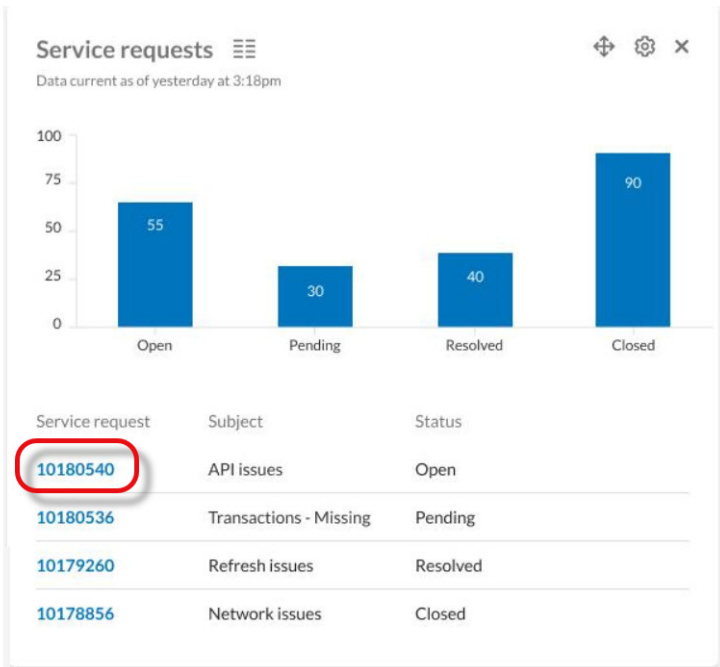 Service requests
Data current as of yesterday at 3:18pm
100
75
50
25
0
55
30
40
90
Open Pending Resolved Closed
Service request Subject Status
10180540 API issues Open
10180536 Transactions - Missing Pending
10179260 Refresh issues Resolved
10178856 Network issues Closed